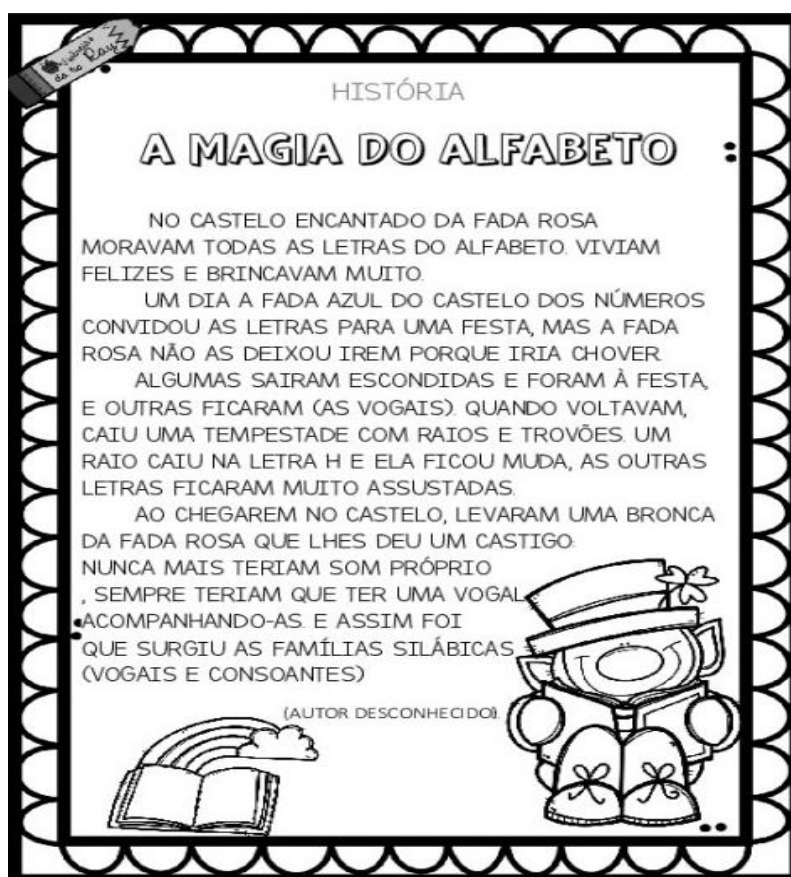 da tia Ray
HISTÓRIA
A MAGIA DO ALFABETO
NO CASTELO ENCANTADO DA FADA ROSA
MORAVAM TODAS AS LETRAS DO ALFABETO. VIVIAM
FELIZES E BRINCAVAM MUITO.
UM DIA A FADA AZUL DO CASTELO DOS NÚMEROS
CONVIDOU AS LETRAS PARA UMA FESTA, MAS A FADA
ROSA NÃO AS DEIXOU IREM PORQUE IRIA CHOVER.
ALGUMAS SAIRAM ESCONDIDAS E FORAM À FESTA,
E OUTRAS FICARAM (AS VOGAIS). QUANDO VOLTAVAM,
CAIU UMA TEMPESTADE COM RAIOS E TROVÕES. UM
RAIO CAIU NA LETRA H E ELA FICOU MUDA, AS OUTRAS
LETRAS FICARAM MUITO ASSUSTADAS.
AO CHEGAREM NO CASTELO, LEVARAM UMA BRONCA
DA FADA ROSA QUE LHES DEU UM CASTIGO:
NUNCA MAIS TERIAM SOM PRÓPRIO
, SEMPRE TERIAM QUE TER UMA VOGAL
ACOMPANHANDO-AS. E ASSIM FOI
QUE SURGIU AS FAMÍLIAS SILÁBICAS
(VOGAIS E CONSOANTES)
(AUTOR DESCONHECIDO).